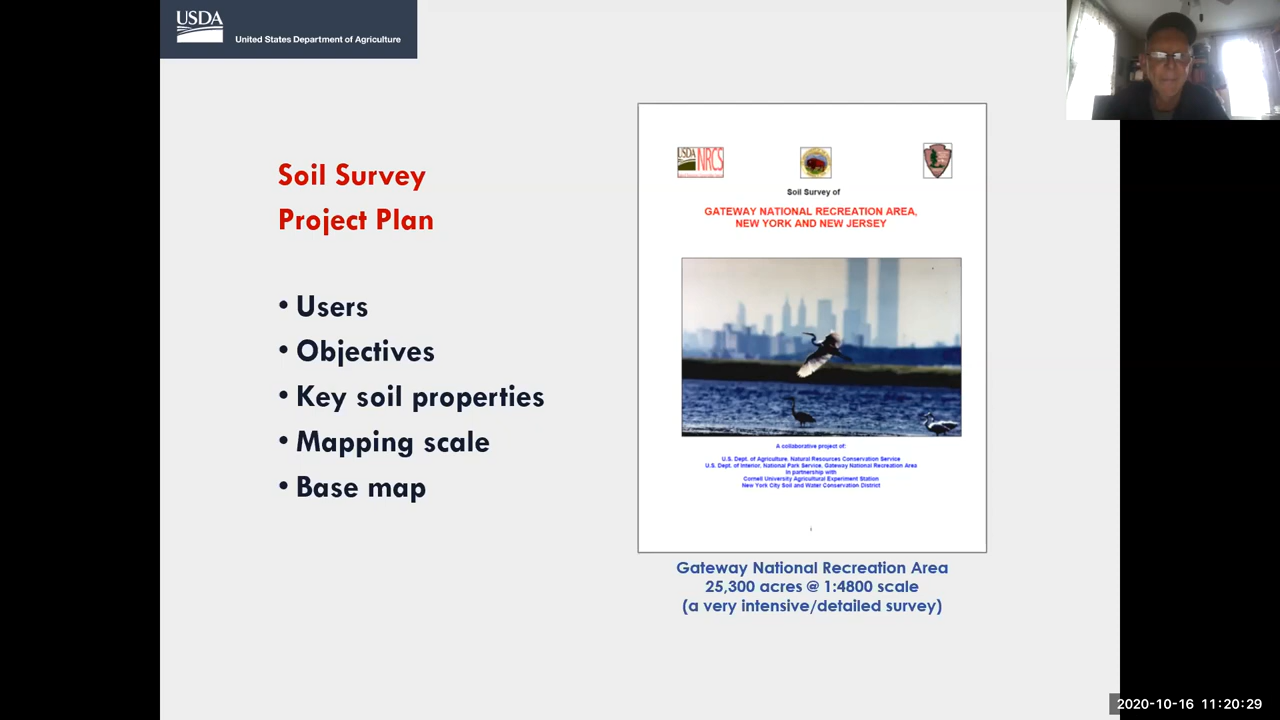 USDA
United States Department of Agriculture
Soil Survey
Project Plan
• Users
• Objectives
• Key soil properties
• Mapping scale
• Base map
USDA NRCS
Soil Survey of
GATEWAY NATIONAL RECREATION AREA,
NEW YORK AND NEW JERSEY
A collaborative project of:
U.S. Dept. of Agriculture, Natural Resources Conservation Service
U.S. Dept. of Interior, National Park Service, Gateway National Recreation Area
in partnership with
Cornell University Agricultural Experiment Station
New York City Soil and Water Conservation District
i
Gateway National Recreation Area
25,300 acres @ 1:4800 scale
(a very intensive/detailed survey)
2020-10-16 11:20:29